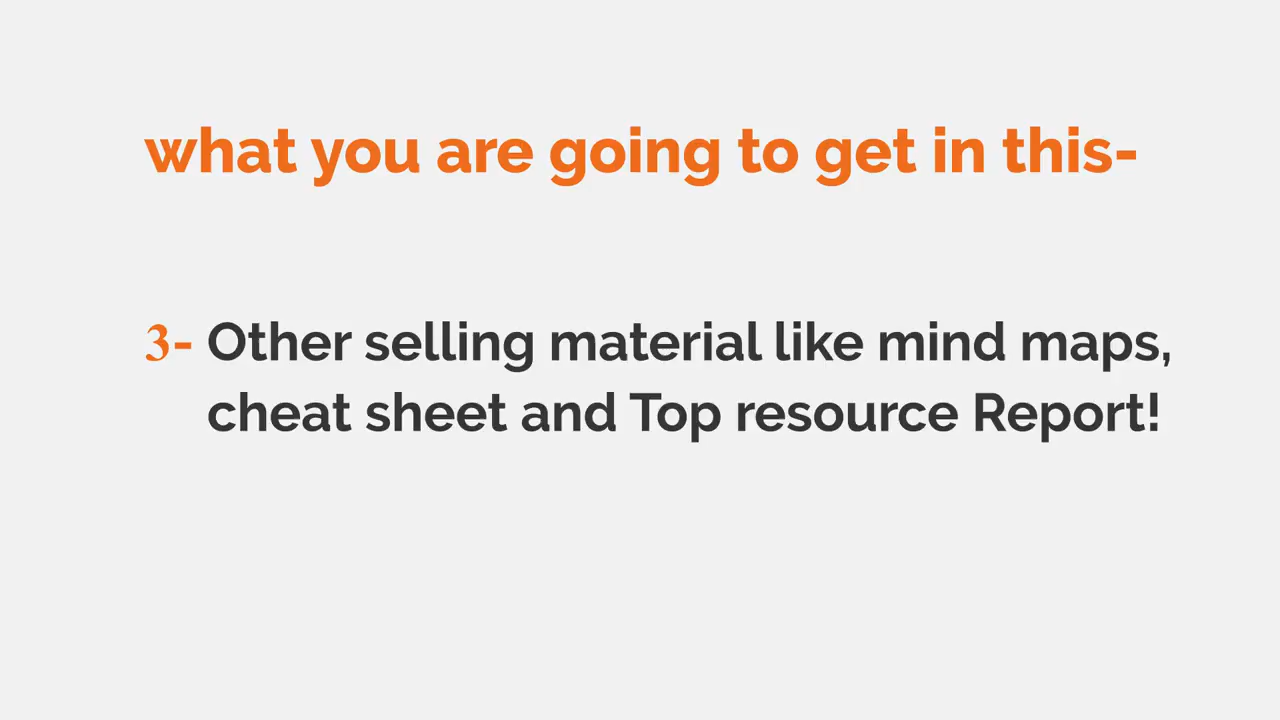 what you are going to get in this-
3- Other selling material like mind maps,
cheat sheet and Top resource Report!